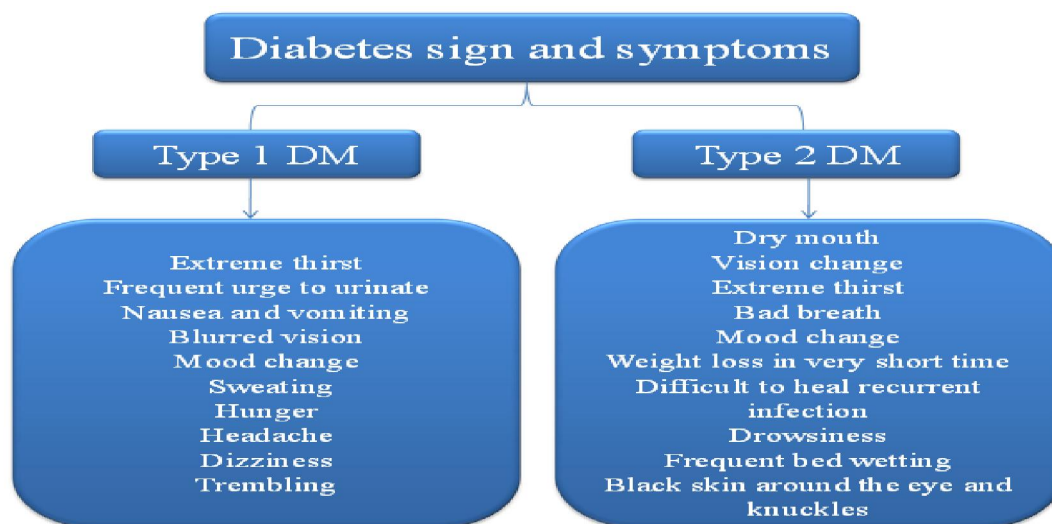 Diabetes sign and symptoms
Type 1 DM
Extreme thirst
Frequent urge to urinate
Nausea and vomiting
Blurred vision
Mood change
Sweating
Hunger
Headache
Dizziness
Trembling
Type 2 DM
Dry mouth
Vision change
Extreme thirst
Bad breath
Mood change
Weight loss in very short time
Difficult to heal recurrent
infection
Drowsiness
Frequent bed wetting
Black skin around the eye and
knuckles